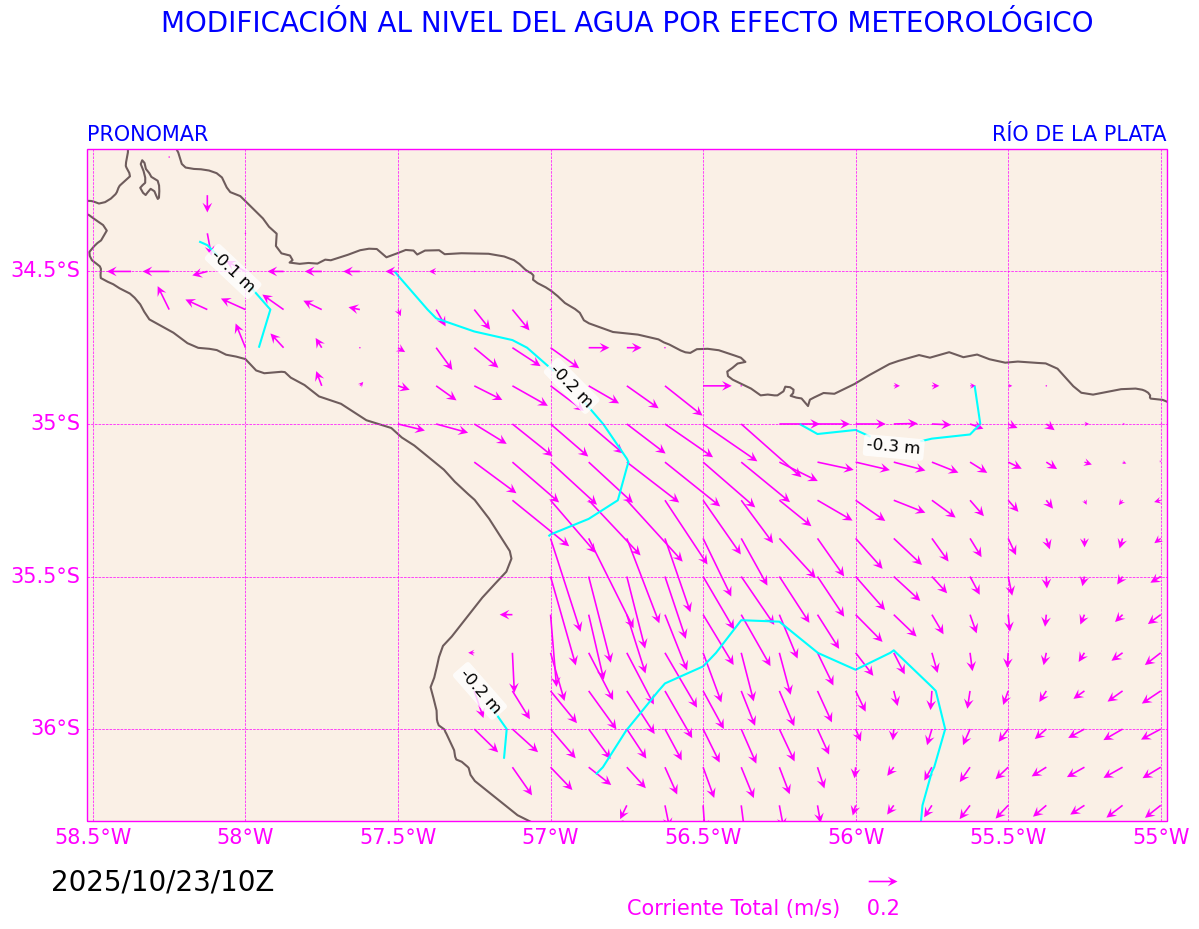 MODIFICACIÓN AL NIVEL DEL AGUA POR EFECTO METEOROLÓGICO
PRONOMAR
RÍO DE LA PLATA
-0.1 m
34.5°S
-0.2 m
35°S
-0.3 m
35.5°S
-0.2 m
36°S
58.5°W 58°W 57.5°W 57°W 56.5°W 56°W 55.5°W 55°W
2025/10/23/10Z
Corriente Total (m/s) 0.2